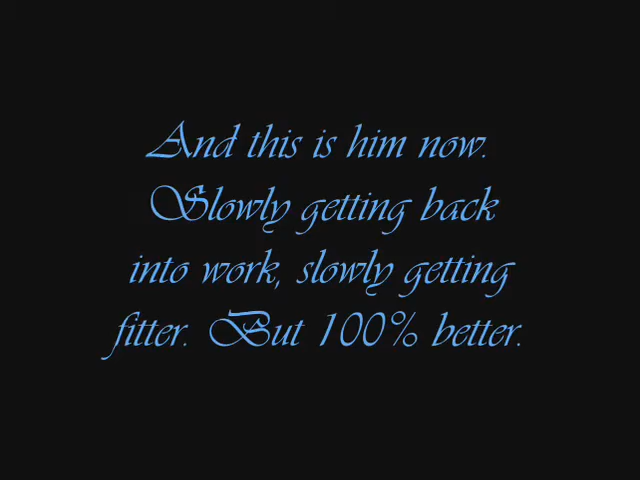 And this is him now.
Slowly getting back
into work, slowly getting
fitter. But 100% better.